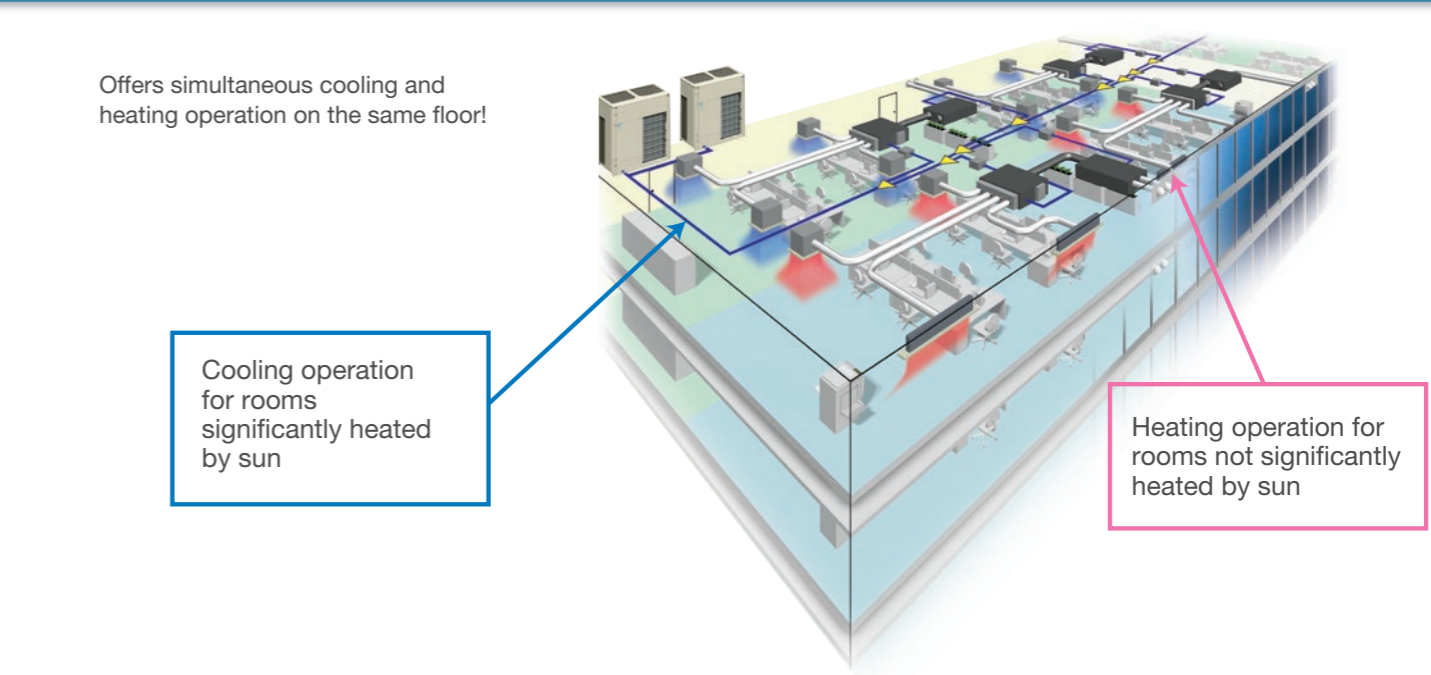 Offers simultaneous cooling and
heating operation on the same floor!
Cooling operation
for rooms
significantly heated
by sun
Heating operation for
rooms not significantly
heated by sun